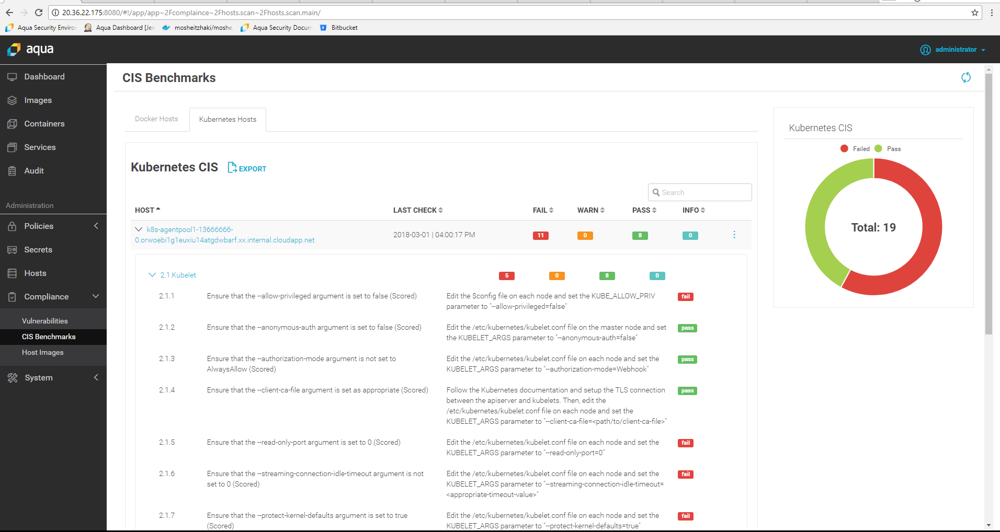 20.36.22.175:8080/#!/app/app~2Fcomplaince~2Fhosts.scan~2Fhosts.scan.main/
Aqua Security Enviro
Aqua Dashboard [Jen
mosheitzhaki/moshe
Aqua Security Docum
Bitbucket
aqua
administrator
Dashboard
Images
Containers
Services
Audit
Administration
Policies
Secrets
Hosts
Compliance
Vulnerabilities
CIS Benchmarks
Host Images
System
CIS Benchmarks
Docker Hosts
Kubernetes Hosts
Kubernetes CIS
EXPORT
Search
HOST LAST CHECK FAIL WARN PASS INFO
k8s-agentpool1-13666666-
0.orwoebi1g1euxiu14atgdwbarf.xx.internal.cloudapp.net
2018-03-01 | 04:00:17 PM
11 0 8 0
2.1.Kubelet 5 0 8 0
2.1.1
Ensure that the --allow-privileged argument is set to false (Scored)
Edit the $config file on each node and set the KUBE_ALLOW_PRIV
parameter to "--allow-privileged=false"
fail
2.1.2
Ensure that the --anonymous-auth argument is set to false (Scored)
Edit the /etc/kubernetes/kubelet.conf file on the master node and set
the KUBELET_ARGS parameter to "--anonymous-auth=false"
pass
2.1.3
Ensure that the --authorization-mode argument is not set to
AlwaysAllow (Scored)
Edit the /etc/kubernetes/kubelet.conf file on each node and set the
KUBELET_ARGS parameter to "--authorization-mode=Webhook"
pass
2.1.4
Ensure that the --client-ca-file argument is set as appropriate (Scored)
Follow the Kubernetes documentation and setup the TLS connection
between the apiserver and kubelets. Then, edit the
/etc/kubernetes/kubelet.conf file on each node and set the
KUBELET_ARGS parameter to "--client-ca-file=<path/to/client-ca-file>"
pass
2.1.5
Ensure that the --read-only-port argument is set to 0 (Scored)
Edit the /etc/kubernetes/kubelet.conf file on each node and set the
KUBELET_ARGS parameter to "--read-only-port=0"
fail
2.1.6
Ensure that the --streaming-connection-idle-timeout argument is not
set to 0 (Scored)
Edit the /etc/kubernetes/kubelet.conf file on each node and set the
KUBELET_ARGS parameter to "--streaming-connection-idle-timeout=
<appropriate-timeout-value>"
fail
2.1.7
Ensure that the --protect-kernel-defaults argument is set to true
(Scored)
Edit the /etc/kubernetes/kubelet.conf file on each node and set the
KUBELET_ARGS parameter to "--protect-kernel-defaults=true"
fail
Kubernetes CIS
Failed
Pass
Total: 19